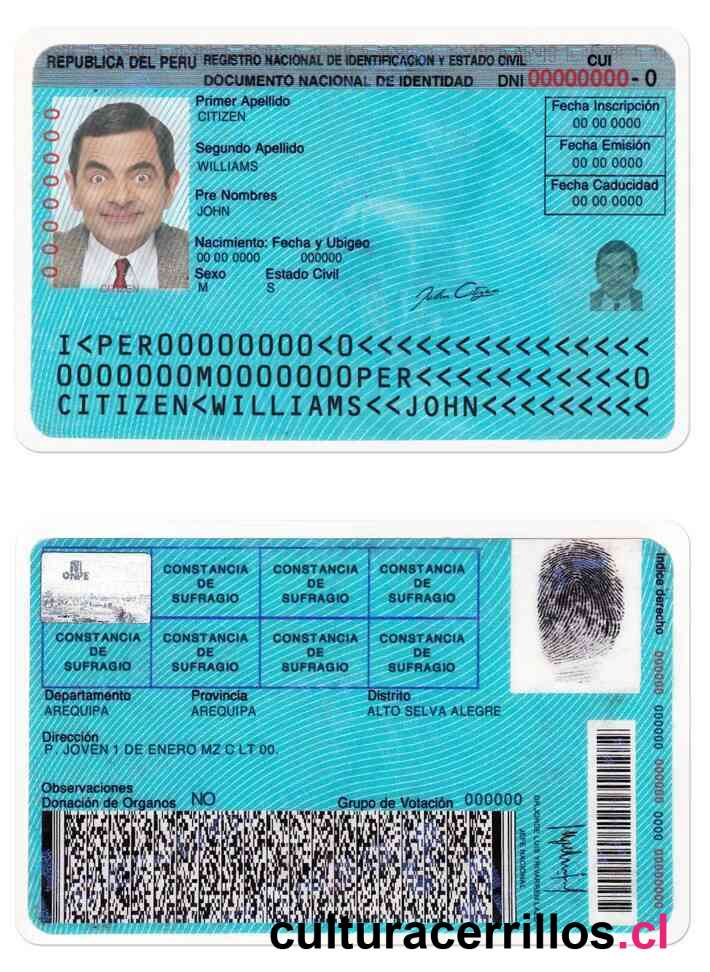 REPUBLICA DEL PERU REGISTRO NACIONAL DE IDENTIFICACION Y ESTADO CIVIL CUI
DOCUMENTO NACIONAL DE IDENTIDAD DNI 00000000 - 0
Primer Apellido
CITIZEN
Segundo Apellido
WILLIAMS
Pre Nombres
JOHN
Nacimiento: Fecha y Ubigeo
00 00 0000 000000
Sexo Estado Civil
M S
Fecha Inscripción
00 00 0000
Fecha Emisión
00 00 0000
Fecha Caducidad
00 00 0000
00000000
CITIZEN
John Citizen
I<PER00000000<0<<<<<<<<<<<<<<<
0000000M0000000PER<<<<<<<<<<<0
CITIZEN<WILLIAMS<<JOHN<<<<<<<<<
ONPE
CONSTANCIA DE SUFRAGIO
CONSTANCIA DE SUFRAGIO
CONSTANCIA DE SUFRAGIO
CONSTANCIA DE SUFRAGIO
CONSTANCIA DE SUFRAGIO
CONSTANCIA DE SUFRAGIO
CONSTANCIA DE SUFRAGIO
Indice derecho
Departamento Provincia Distrito
AREQUIPA AREQUIPA ALTO SELVA ALEGRE
Dirección
P. JOVEN 1 DE ENERO MZ C LT 00.
Observaciones
Donación de Organos NO Grupo de Votación 000000
JEFE NACIONAL
000000 000000 000000 0000 00000000
culturacerrillos.cl